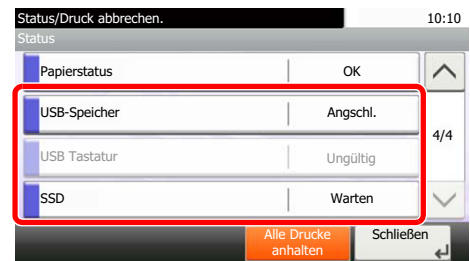 Status/Druck abbrechen. 10:10
Status
Papierstatus OK
USB-Speicher Angschl.
4/4
USB Tastatur Ungültig
SSD Warten
Alle Drucke
anhalten
Schließen